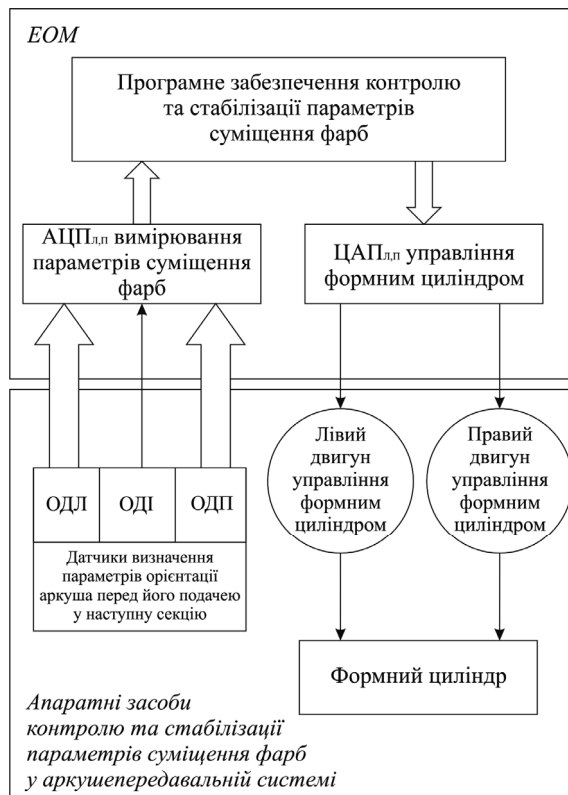 ЕОМ
Програмне забезпечення контролю
та стабілізації параметрів
суміщення фарб
АЦПл,п вимірювання
параметрів суміщення
фарб
ЦАПл,п управління
формним циліндром
Лівий
двигун
управління
формним
циліндром
Правий
двигун
управління
формним
циліндром
ОДЛ
ОДІ
ОДП
Датчики визначення
параметрів орієнтації
аркуша перед його подачею
у наступну секцію
Формний циліндр
Апаратні засоби
контролю та стабілізації
параметрів суміщення фарб
у аркушепередавальній системі